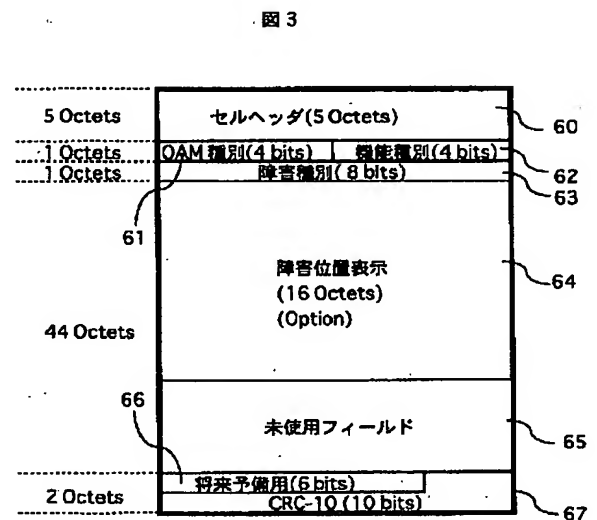 図3
5 Octets
セルヘッダ(5 Octets)
60
1 Octets
OAM 種別(4 bits)
機能種別(4 bits)
62
1 Octets
障害種別( 8 bits)
63
61
障害位置表示
(16 Octets)
(Option)
64
44 Octets
66
未使用フィールド
65
将来予備用(6 bits)
2 Octets
CRC-10 (10 bits)
67